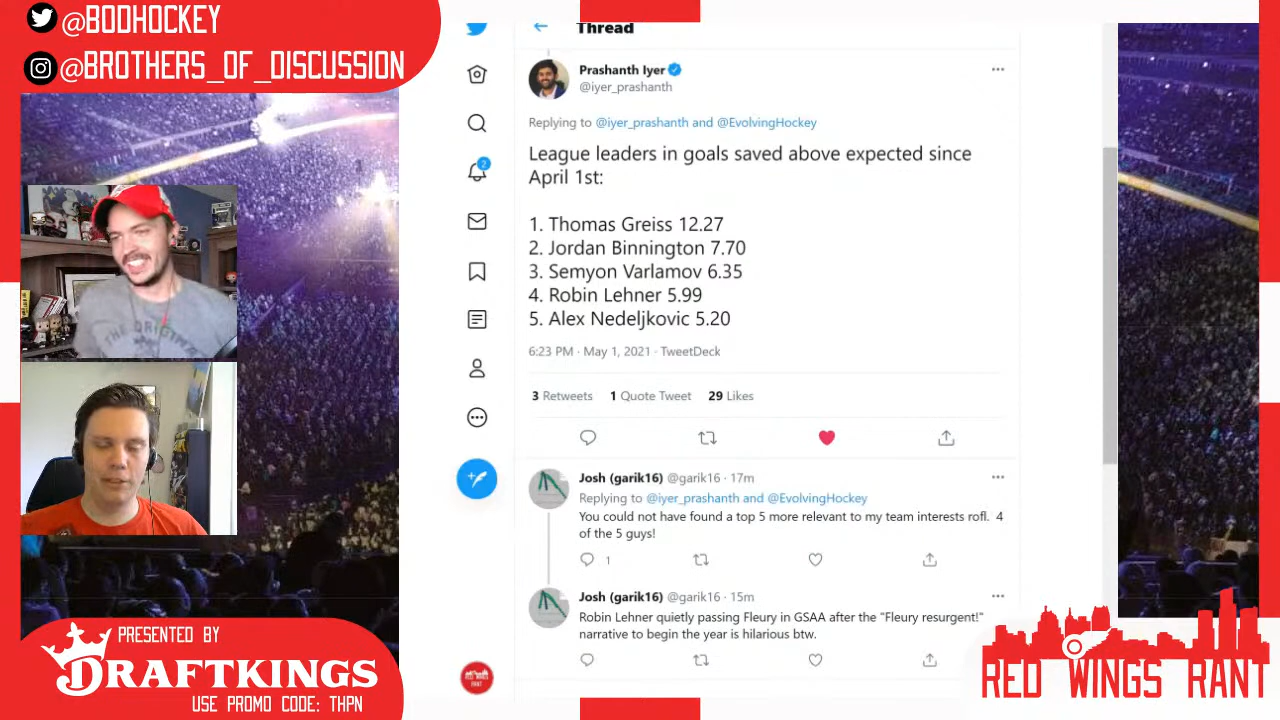 @BODHOCKEY
@BROTHERS_OF_DISCUSSION
Thread
Prashanth Iyer
@iyer_prashanth
Replying to @iyer_prashanth and @EvolvingHockey
League leaders in goals saved above expected since
April 1st:
1. Thomas Greiss 12.27
2. Jordan Binnington 7.70
3. Semyon Varlamov 6.35
4. Robin Lehner 5.99
5. Alex Nedeljkovic 5.20
6:23 PM · May 1, 2021 · TweetDeck
3 Retweets 1 Quote Tweet 29 Likes
2
Josh (garik16) @garik16 · 17m
Replying to @iyer_prashanth and @EvolvingHockey
You could not have found a top 5 more relevant to my team interests rofl. 4
of the 5 guys!
1
Josh (garik16) @garik16 · 15m
Robin Lehner quietly passing Fleury in GSAA after the "Fleury resurgent!"
narrative to begin the year is hilarious btw.
THE ORIGINAL
PRESENTED BY
DRAFTKINGS
USE PROMO CODE: THPN
RED WINGS
RANT
RED WINGS RANT